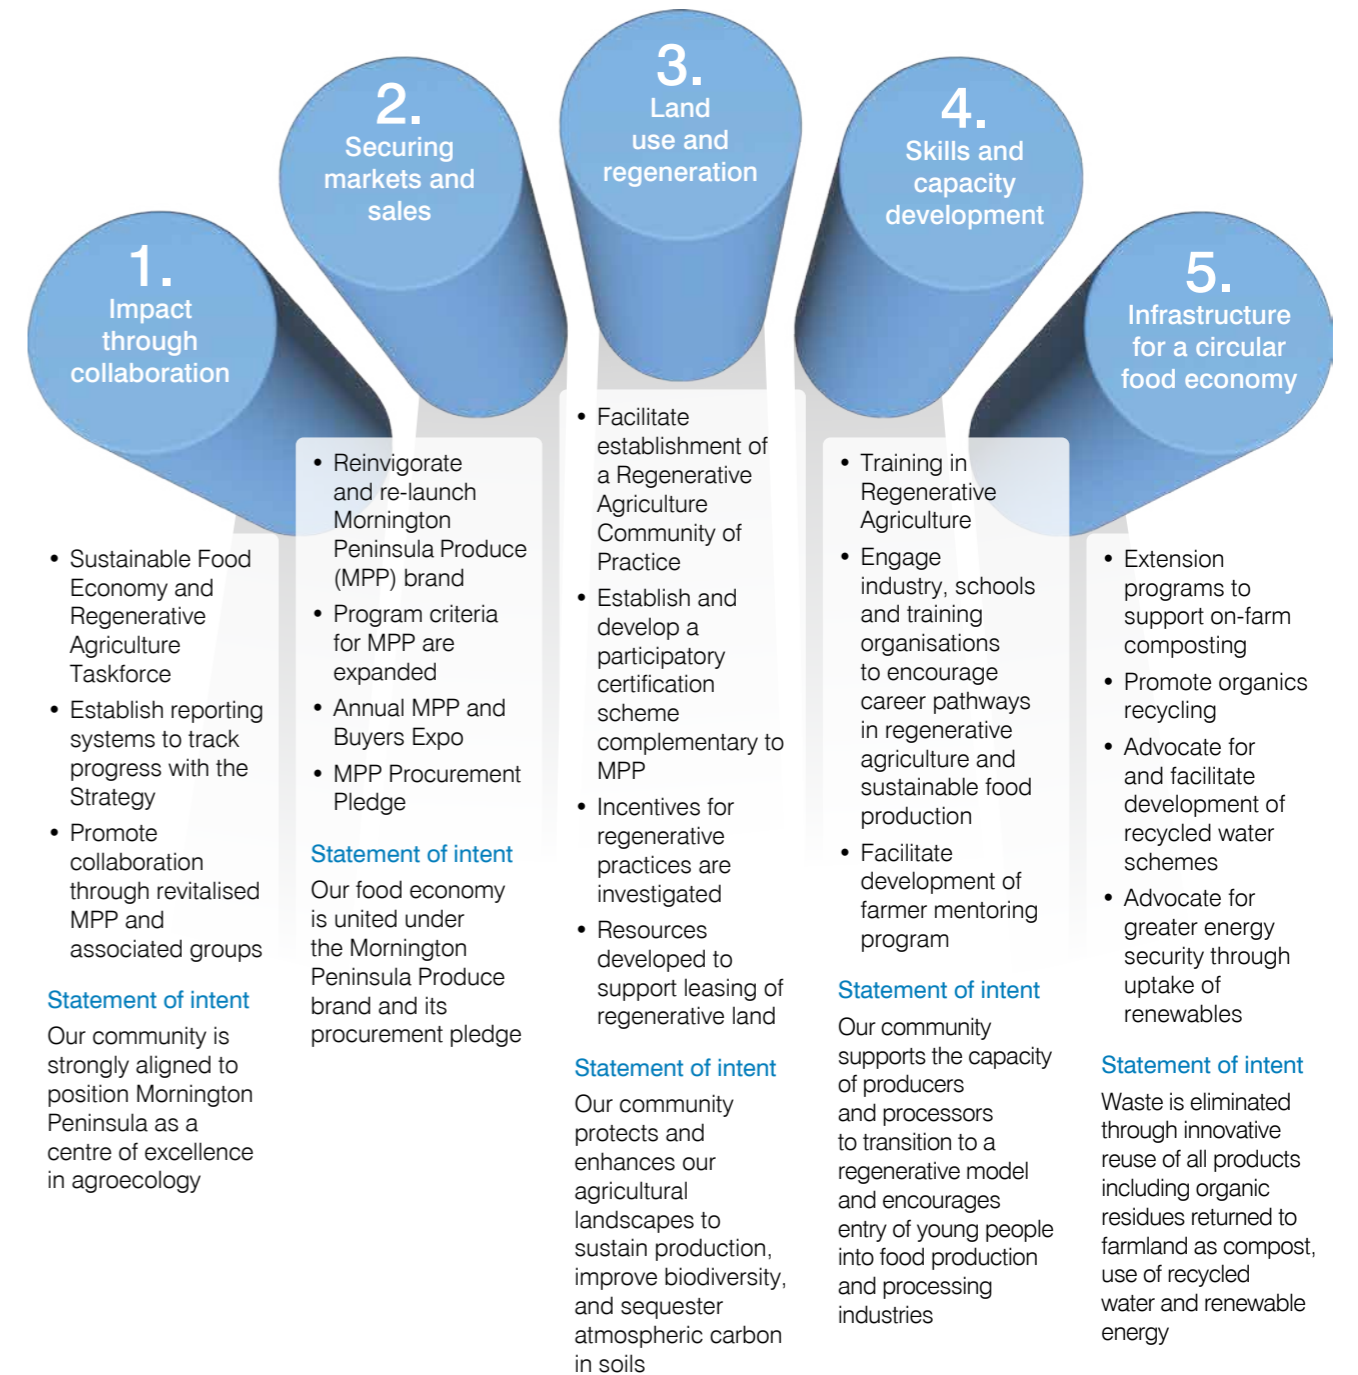 1.
Impact
through
collaboration
• Sustainable Food
Economy and
Regenerative
Agriculture
Taskforce
• Establish reporting
systems to track
progress with the
Strategy
• Promote
collaboration
through revitalised
MPP and
associated groups
Statement of intent
Our community is
strongly aligned to
position Mornington
Peninsula as a
centre of excellence
in agroecology
2.
Securing
markets and
sales
• Reinvigorate
and re-launch
Mornington
Peninsula Produce
(MPP) brand
• Program criteria
for MPP are
expanded
• Annual MPP and
Buyers Expo
• MPP Procurement
Pledge
Statement of intent
Our food economy
is united under
the Mornington
Peninsula Produce
brand and its
procurement pledge
3.
Land
use and
regeneration
• Facilitate
establishment of
a Regenerative
Agriculture
Community of
Practice
• Establish and
develop a
participatory
certification
scheme
complementary to
MPP
• Incentives for
regenerative
practices are
investigated
• Resources
developed to
support leasing of
regenerative land
Statement of intent
Our community
protects and
enhances our
agricultural
landscapes to
sustain production,
improve biodiversity,
and sequester
atmospheric carbon
in soils
4.
Skills and
capacity
development
• Training in
Regenerative
Agriculture
• Engage
industry, schools
and training
organisations
to encourage
career pathways
in regenerative
agriculture and
sustainable food
production
• Facilitate
development of
farmer mentoring
program
Statement of intent
Our community
supports the capacity
of producers
and processors
to transition to a
regenerative model
and encourages
entry of young people
into food production
and processing
industries
5.
Infrastructure
for a circular
food economy
• Extension
programs to
support on-farm
composting
• Promote organics
recycling
• Advocate for
and facilitate
development of
recycled water
schemes
• Advocate for
greater energy
security through
uptake of
renewables
Statement of intent
Waste is eliminated
through innovative
reuse of all products
including organic
residues returned to
farmland as compost,
use of recycled
water and renewable
energy